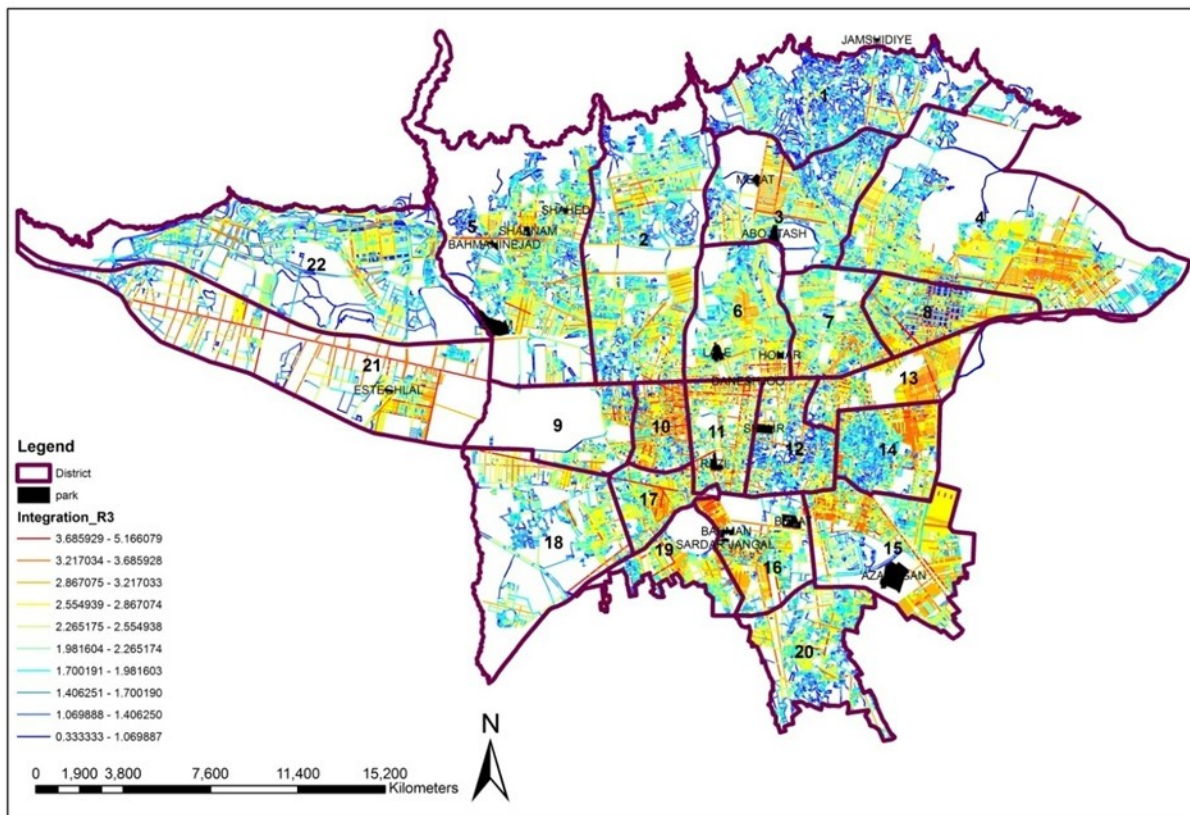 JAMSHIDIYE
1
MELAT
4
SHAHED
5
SHABNAM
3
2
ABO ATASH
BAHMANINEJAD
22
6
8
7
LALE
HONAR
21
13
DANESHJOO
ESTEGHLAL
9
10
11
12
14
RAZI
17
BAHMAN
SARDAR JANGAL
18
19
16
15
20
Legend
District
park
Integration_R3
3.685929 - 5.166079
3.217034 - 3.685928
2.867075 - 3.217033
2.554939 - 2.867074
2.265175 - 2.554938
1.981604 - 2.265174
1.700191 - 1.981603
1.406251 - 1.700190
1.069888 - 1.406250
0.333333 - 1.069887
N
0 1,900 3,800 7,600 11,400 15,200
Kilometers